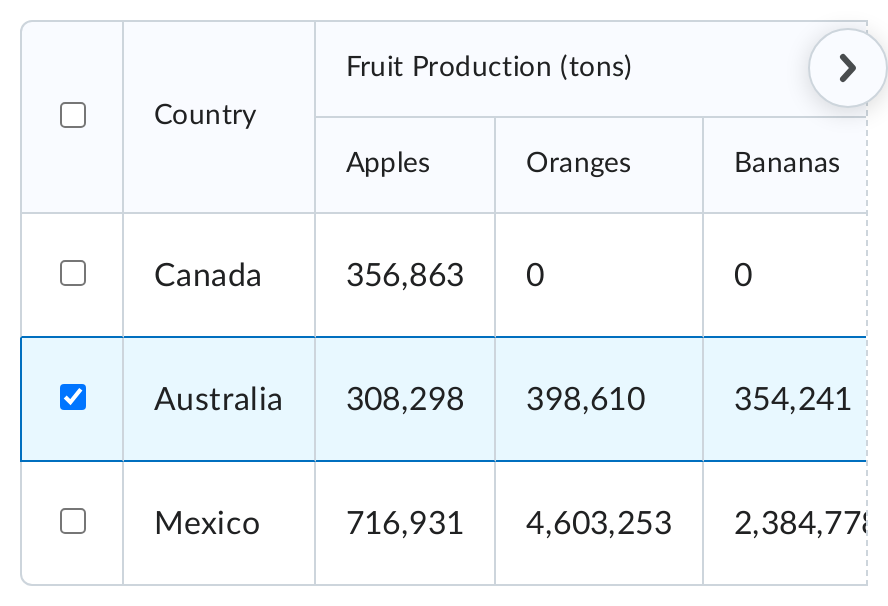 Fruit Production (tons)
Country
Apples Oranges Bananas
Canada 356,863 0 0
Australia 308,298 398,610 354,241
Mexico 716,931 4,603,253